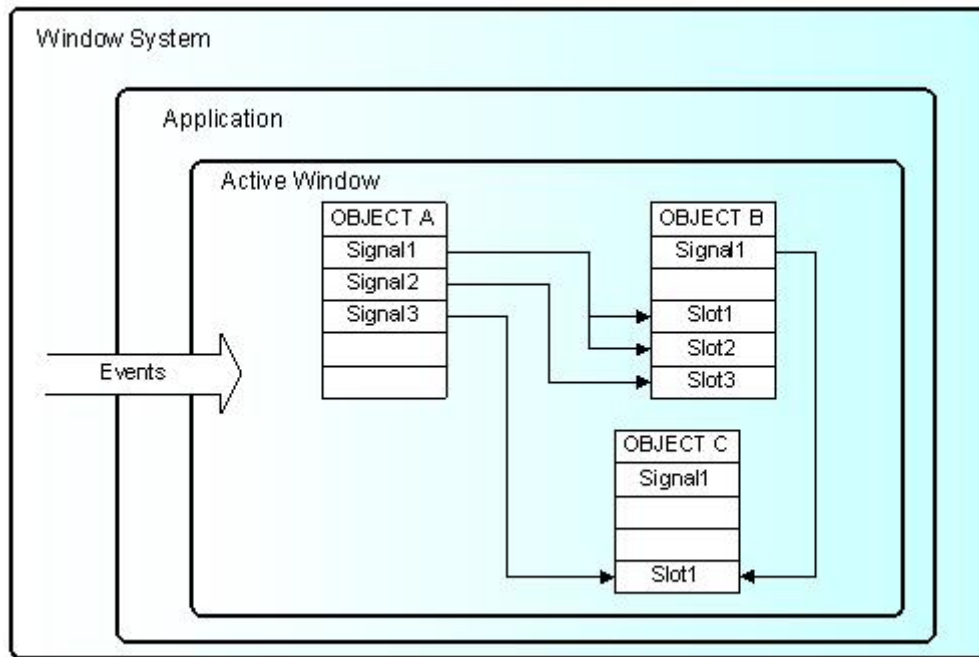 Window System
Application
Active Window
OBJECT A
Signal1
Signal2
Signal3
OBJECT B
Signal1
Slot1
Slot2
Slot3
Events
OBJECT C
Signal1
Slot1